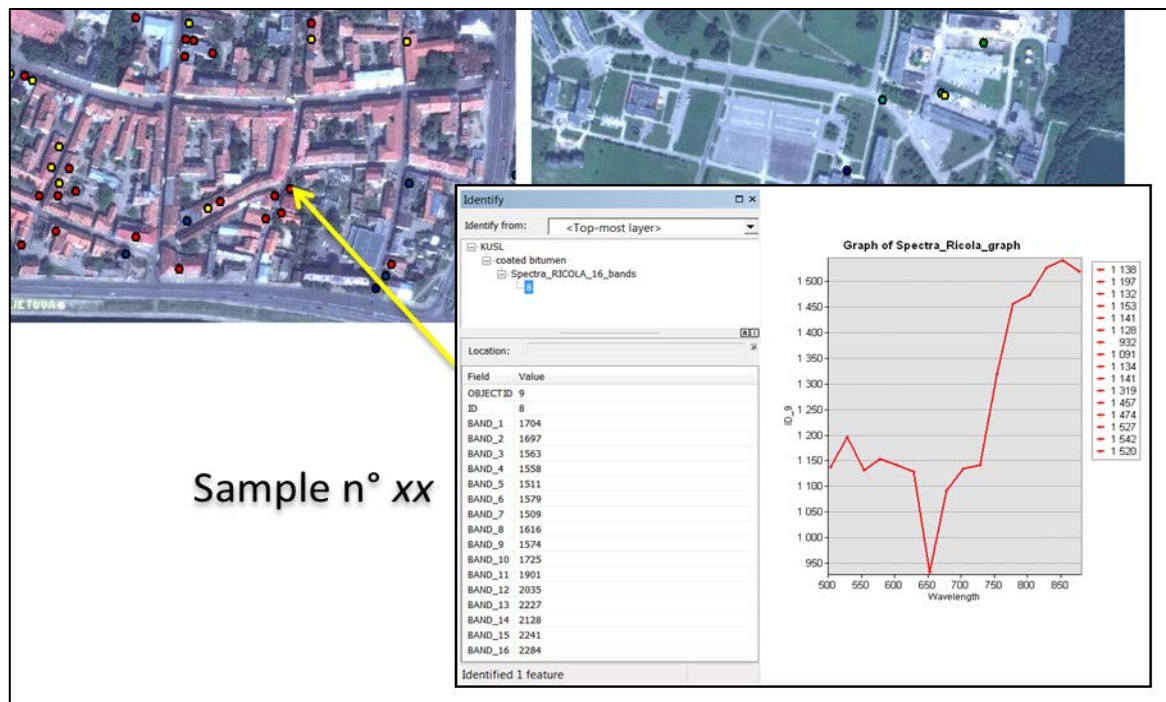 JETUVA
Identify
Identify from:
<Top-most layer>
KUSL
coated bitumen
Spectra_RICOLA_16_bands
8
Location:
Field Value
OBJECTID 9
ID 8
BAND_1 1704
BAND_2 1697
BAND_3 1563
BAND_4 1558
BAND_5 1511
BAND_6 1579
BAND_7 1509
BAND_8 1616
BAND_9 1574
BAND_10 1725
BAND_11 1901
BAND_12 2035
BAND_13 2227
BAND_14 2128
BAND_15 2241
BAND_16 2284
Identified 1 feature
Sample n° xx
Graph of Spectra_Ricola_graph
1 500
1 450
1 400
1 350
1 300
1 250
1 200
1 150
1 100
1 050
1 000
950
ID_9
500 550 600 650 700 750 800 850
Wavelength
1 138
1 197
1 132
1 153
1 141
1 128
932
1 091
1 134
1 141
1 319
1 457
1 474
1 527
1 542
1 520